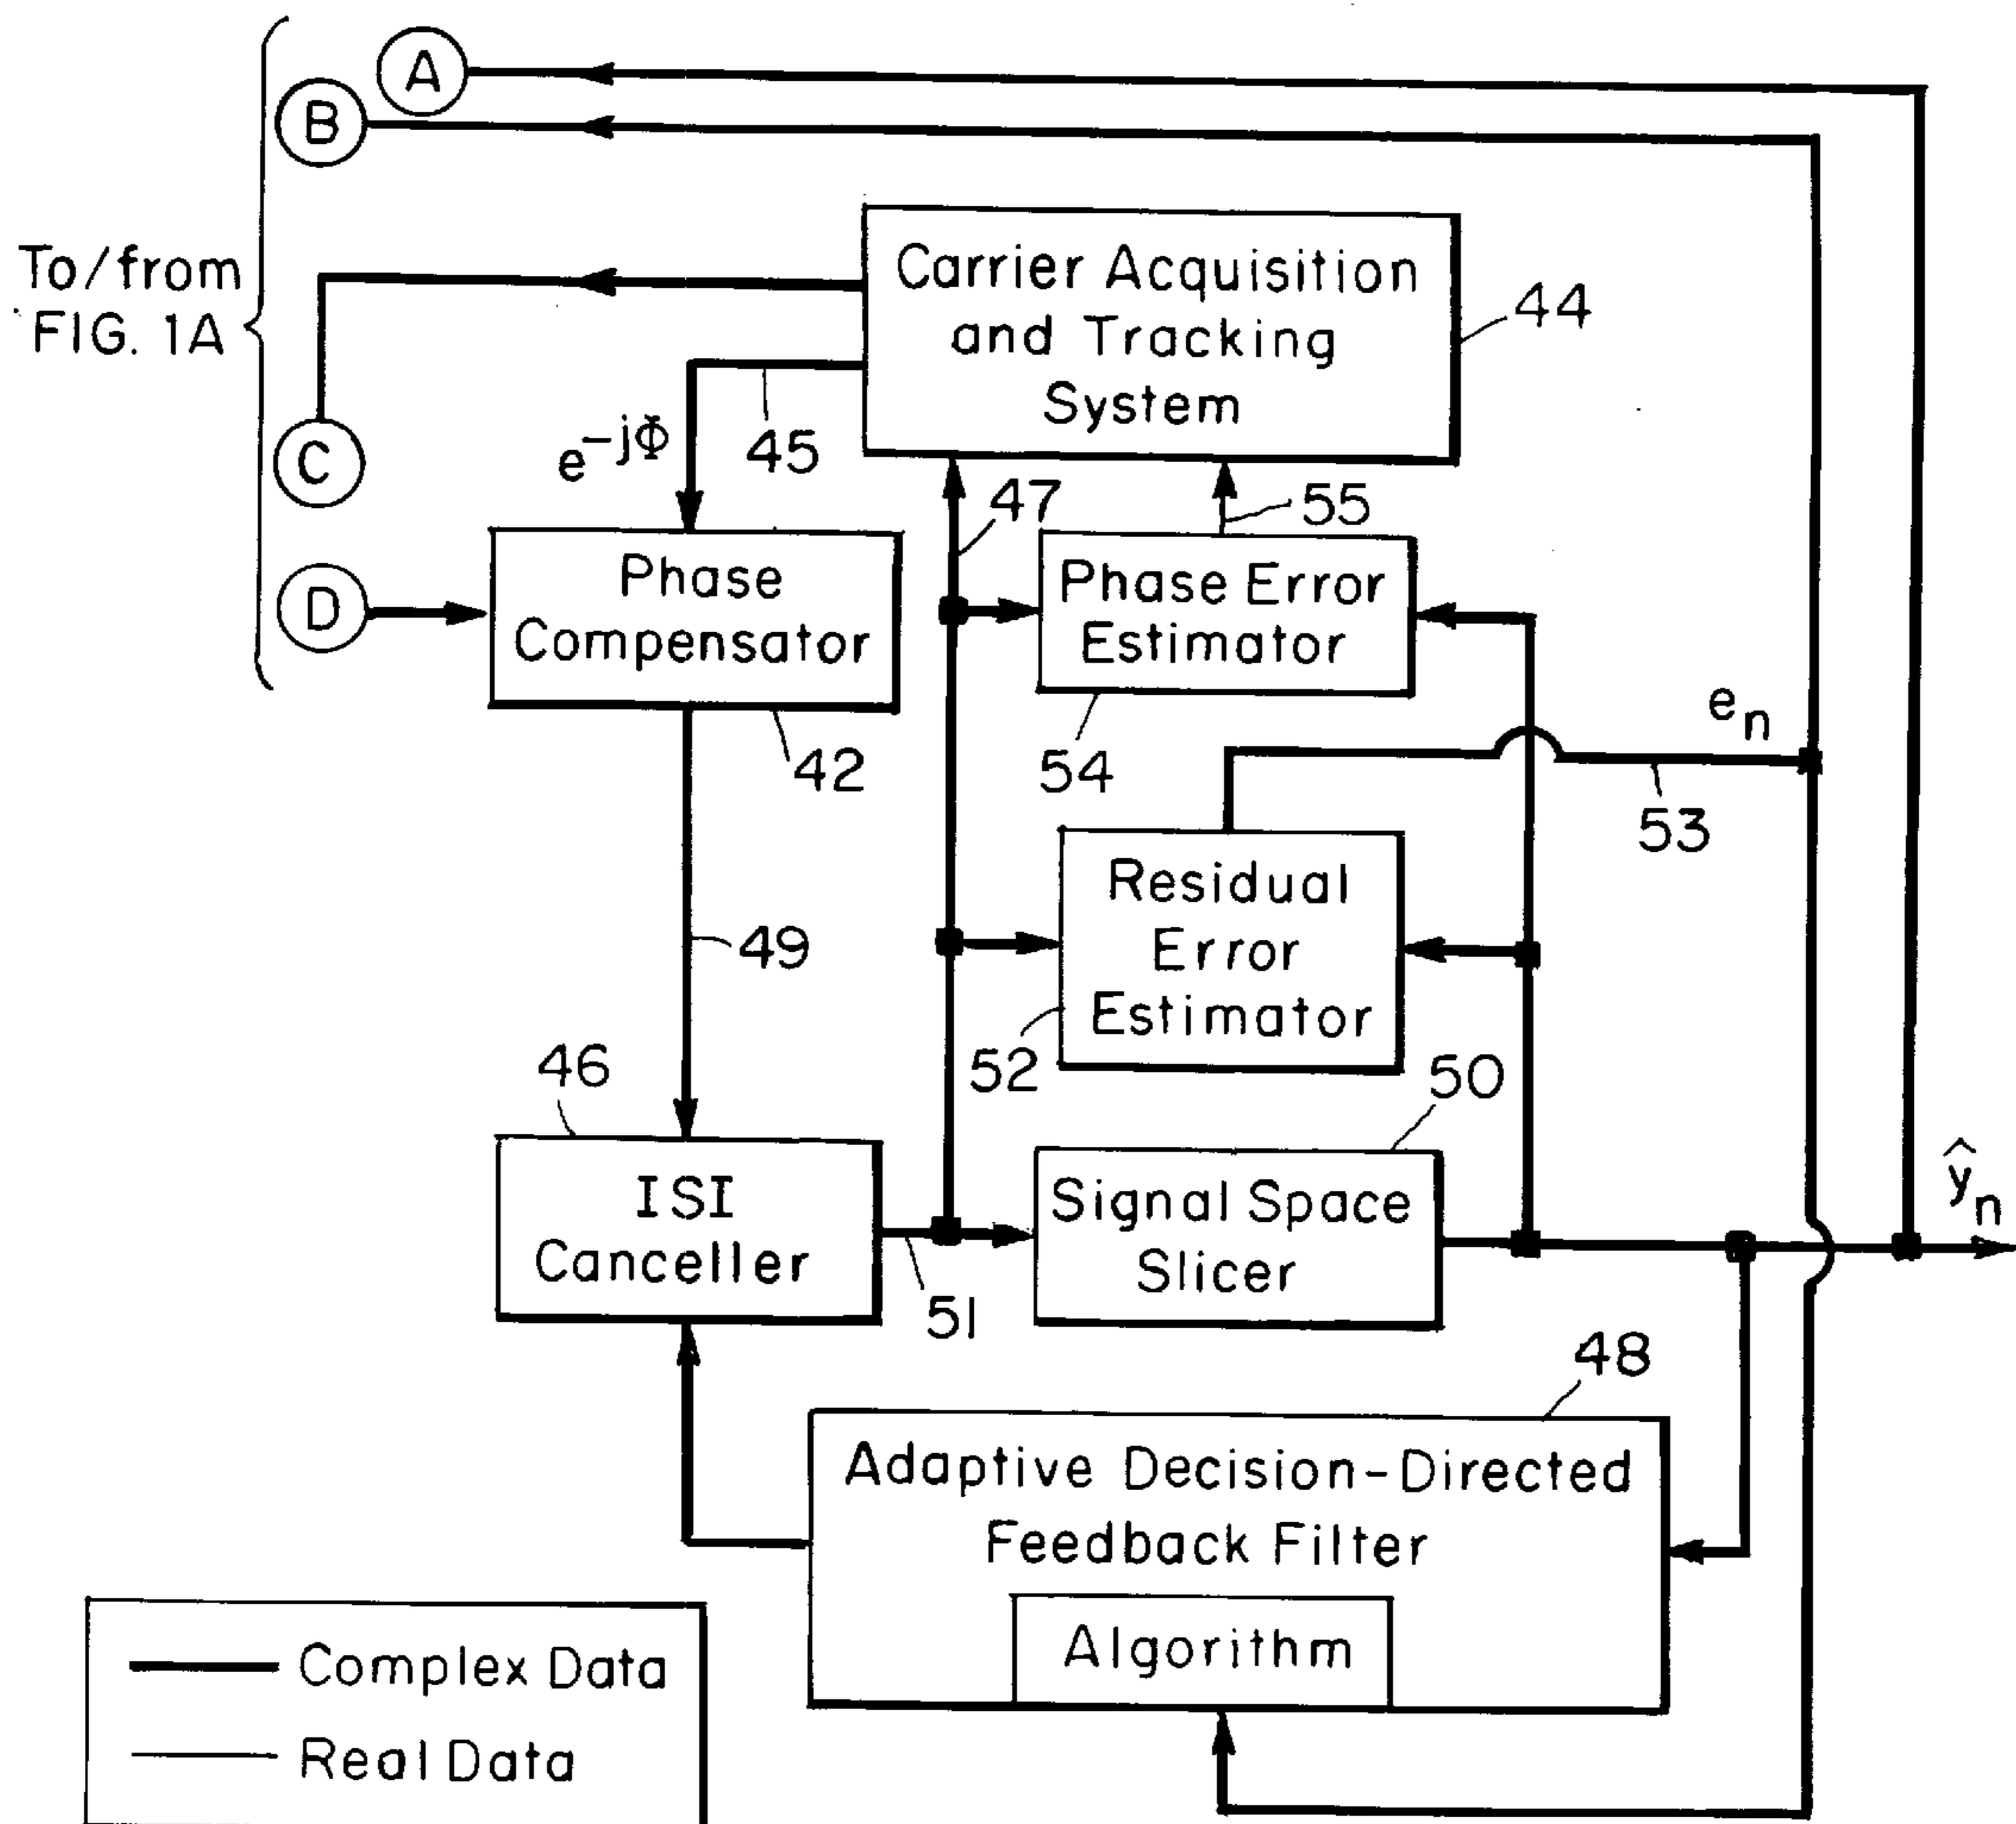 A
B
To/from
FIG. 1A
Carrier Acquisition
and Tracking
System
44
45
e^-jΦ
C
47
55
D
Phase
Compensator
Phase Error
Estimator
42
54
e_n
53
Residual
Error
Estimator
49
52
50
46
ISI
Canceller
Signal Space
Slicer
ŷ_n
51
48
Adaptive Decision-Directed
Feedback Filter
Algorithm
Complex Data
Real Data